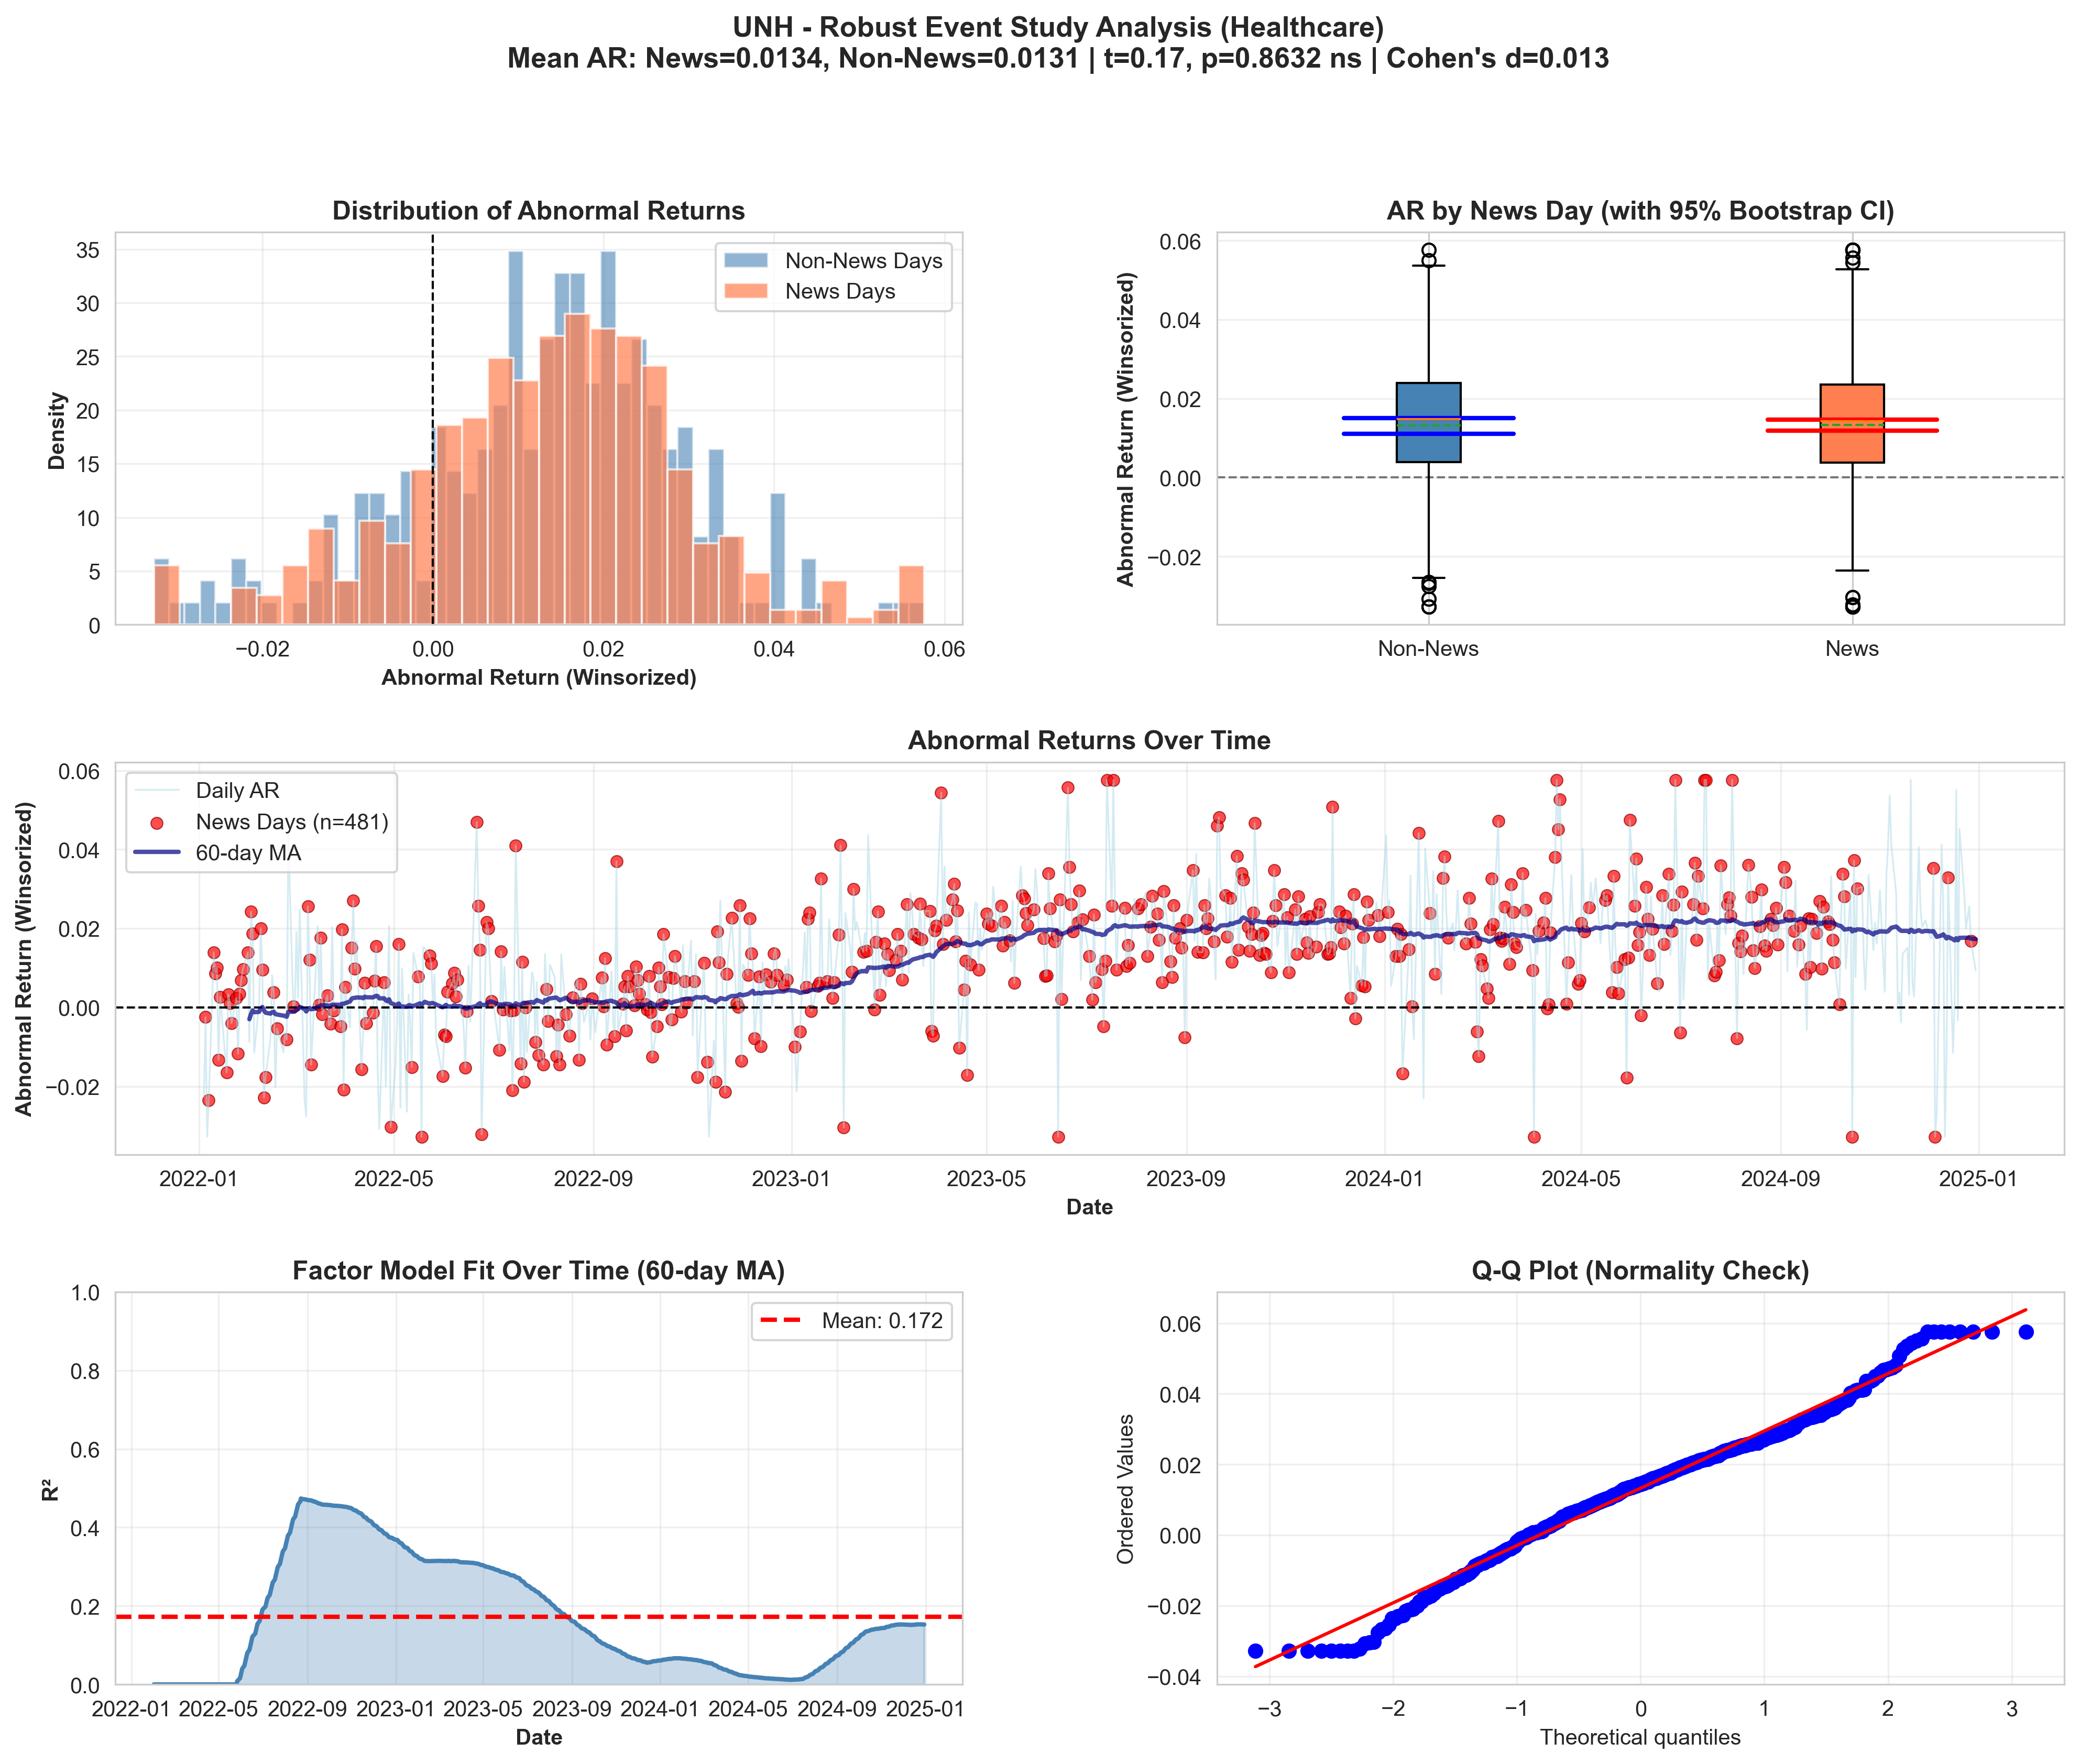 UNH - Robust Event Study Analysis (Healthcare)
Mean AR: News=0.0134, Non-News=0.0131 | t=0.17, p=0.8632 ns | Cohen's d=0.013
Distribution of Abnormal Returns
35
30
25
20
15
10
5
0
Density
Non-News Days
News Days
−0.02
0.00
0.02
0.04
0.06
Abnormal Return (Winsorized)
AR by News Day (with 95% Bootstrap CI)
0.06
0.04
0.02
0.00
−0.02
Abnormal Return (Winsorized)
Non-News
News
Abnormal Returns Over Time
0.06
0.04
0.02
0.00
−0.02
Abnormal Return (Winsorized)
Daily AR
News Days (n=481)
60-day MA
2022-01
2022-05
2022-09
2023-01
2023-05
2023-09
2024-01
2024-05
2024-09
2025-01
Date
Factor Model Fit Over Time (60-day MA)
1.0
0.8
0.6
0.4
0.2
0.0
R²
Mean: 0.172
2022-01
2022-05
2022-09
2023-01
2023-05
2023-09
2024-01
2024-05
2024-09
2025-01
Date
Q-Q Plot (Normality Check)
0.06
0.04
0.02
0.00
−0.02
−0.04
Ordered Values
−3
−2
−1
0
1
2
3
Theoretical quantiles